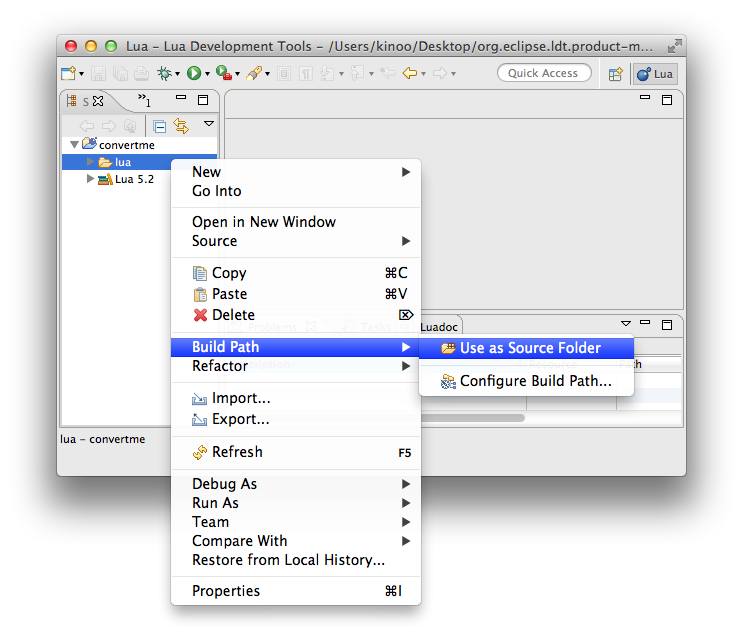 Lua – Lua Development Tools – /Users/kinoo/Desktop/org.eclipse.ldt.product-m...
Quick Access
Lua
S
»1
convertme
lua
Lua 5.2
New
Go Into
Open in New Window
Source
Copy ⌘C
Paste ⌘V
Delete ⌦
Problems Tasks Luadoc
Build Path
Use as Source Folder
Refactor
Path
Configure Build Path...
Import...
Export...
lua – convertme
Refresh F5
Debug As
Run As
Team
Compare With
Restore from Local History...
Properties ⌘I